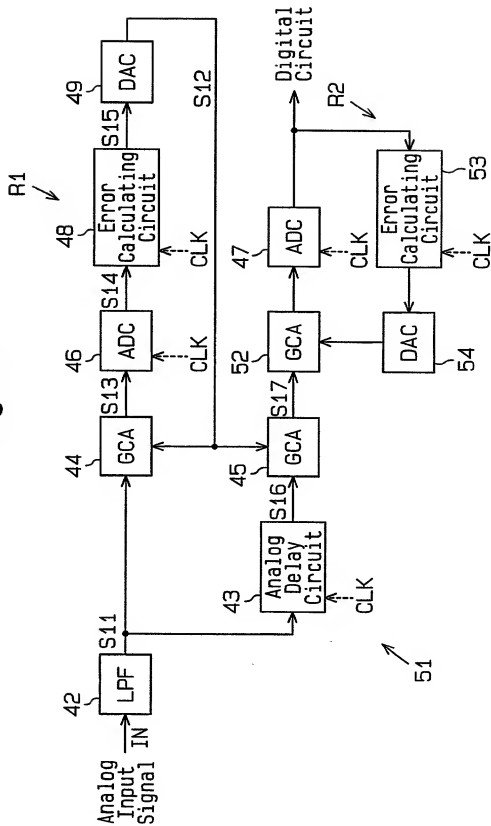 Analog
Input
Signal
IN
42
LPF
S11
44
GCA
S13
46
ADC
CLK
S14
48
Error
Calculating
Circuit
CLK
S15
49
DAC
S12
R1
43
Analog
Delay
Circuit
CLK
S16
45
GCA
S17
52
GCA
47
ADC
CLK
Digital
Circuit
R2
53
Error
Calculating
Circuit
CLK
DAC
54
51